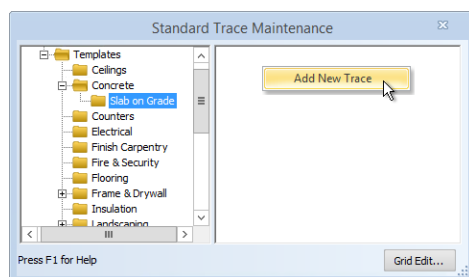 Standard Trace Maintenance
Templates
Ceilings
Concrete
Slab on Grade
Counters
Electrical
Finish Carpentry
Fire & Security
Flooring
Frame & Drywall
Insulation
Landscaping
Add New Trace
Press F1 for Help
Grid Edit...